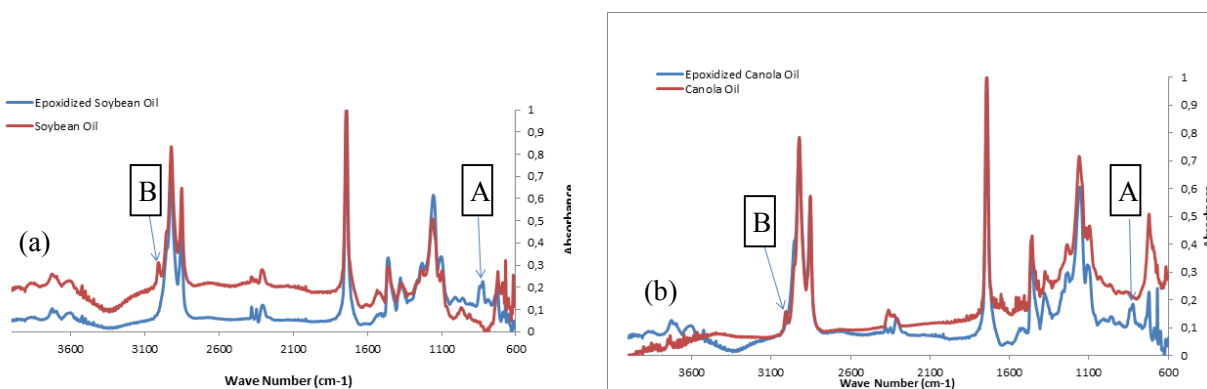 Epoxidized Soybean Oil
Soybean Oil
B
A
(a)
1
0,9
0,8
0,7
0,6
0,5
0,4
0,3
0,2
0,1
0
Absorbance
3600 3100 2600 2100 1600 1100 600
Wave Number (cm-1)
Epoxidized Canola Oil
Canola Oil
B
A
(b)
1
0,9
0,8
0,7
0,6
0,5
0,4
0,3
0,2
0,1
0
3600 3100 2600 2100 1600 1100 600
Wave Number (cm-1)